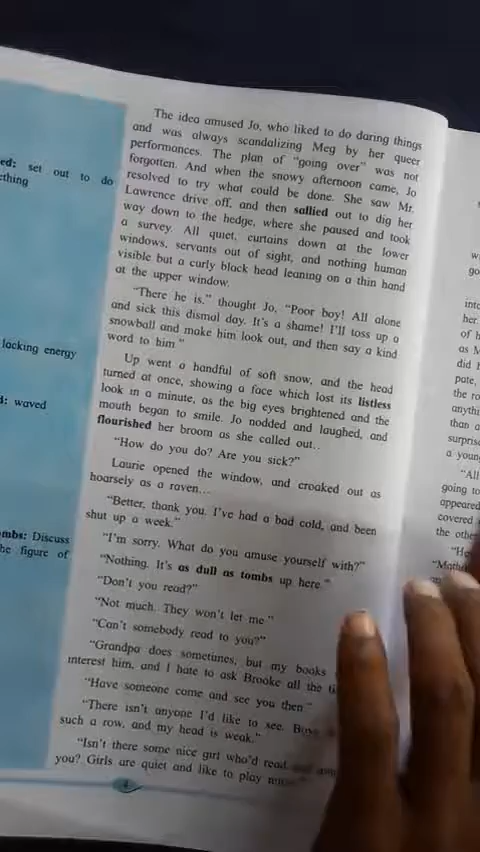 The idea amused Jo, who liked to do daring things
and was always scandalizing Meg by her queer
performances. The plan of "going over" was not
forgotten. And when the snowy afternoon came, Jo
resolved to try what could be done. She saw Mr.
Lawrence drive off, and then sallied out to dig her
way down to the hedge, where she paused and took
a survey. All quiet, curtains down at the lower
windows, servants out of sight, and nothing human
visible but a curly black head leaning on a thin hand
at the upper window.
"There he is," thought Jo, "Poor boy! All alone
and sick this dismal day. It's a shame! I'll toss up a
snowball and make him look out, and then say a kind
word to him."
Up went a handful of soft snow, and the head
turned at once, showing a face which lost its listless
look in a minute, as the big eyes brightened and the
mouth began to smile. Jo nodded and laughed, and
flourished her broom as she called out..
"How do you do? Are you sick?"
Laurie opened the window, and croaked out as
hoarsely as a raven...
"Better, thank you. I've had a bad cold, and been
shut up a week."
"I'm sorry. What do you amuse yourself with?"
"Nothing. It's as dull as tombs up here."
"Don't you read?"
"Not much. They won't let me."
"Can't somebody read to you?"
"Grandpa does sometimes, but my books
interest him, and I hate to ask Brooke all the
"Have someone come and see you then."
"There isn't anyone I'd like to see.
such a row, and my head is weak."
"Isn't there some nice girl who'd read
you? Girls are quiet and like to play
4
set out to do
lacking energy
waved
Discuss
figure of